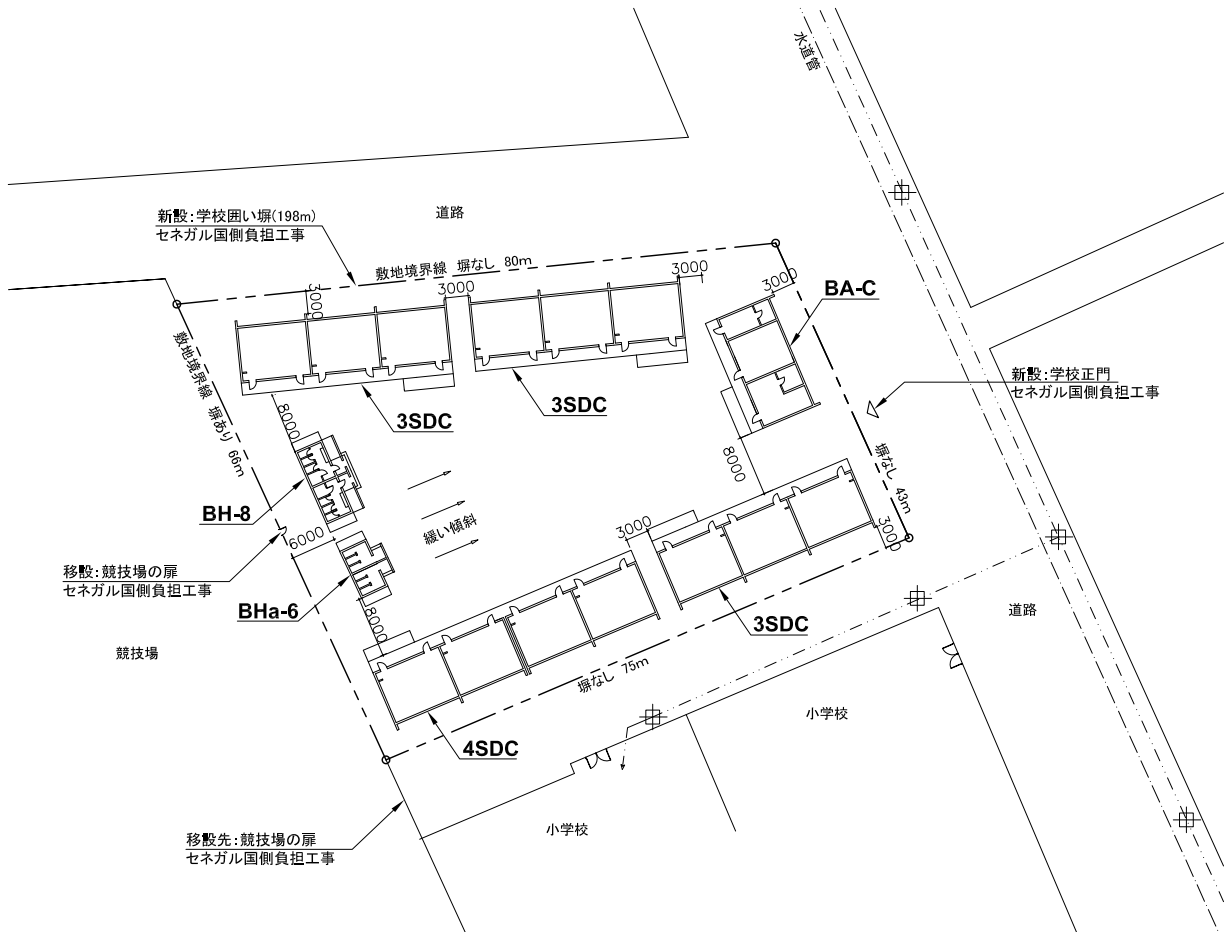 水道管
新設:学校囲い塀(198m)
セネガル国側負担工事
道路
敷地境界線 塀なし 80m
3000
3000
3000
3000
BA-C
敷地境界線 塀あり 66m
新設:学校正門
セネガル国側負担工事
3SDC
3SDC
8000
8000
塀なし 43m
BH-8
緩い傾斜
3000
3000
6000
移設:競技場の扉
セネガル国側負担工事
BHa-6
8000
3SDC
道路
競技場
塀なし 75m
小学校
4SDC
小学校
移設先:競技場の扉
セネガル国側負担工事